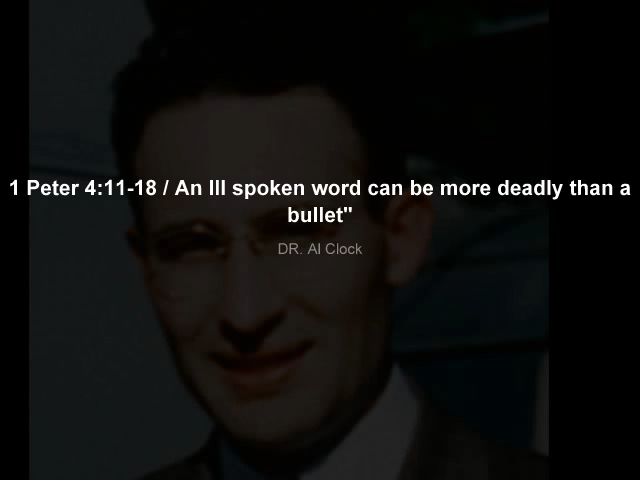 1 Peter 4:11-18 / An Ill spoken word can be more deadly than a
bullet"
DR. Al Clock